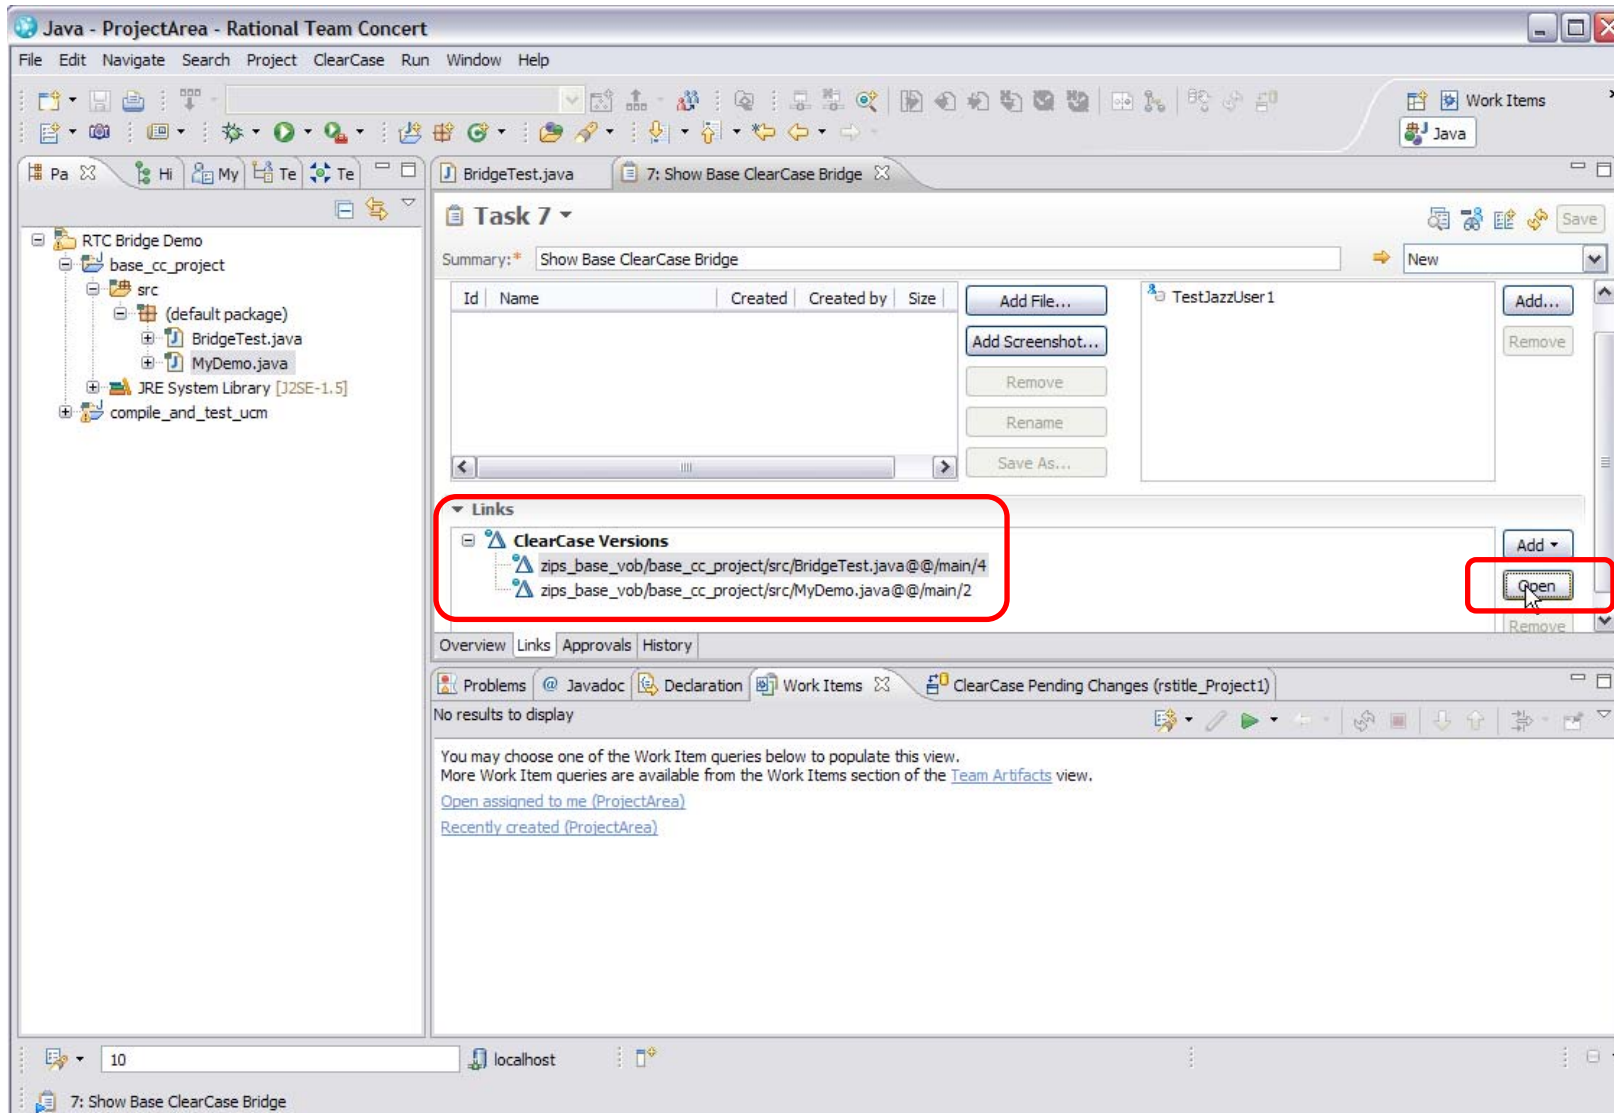 Java - ProjectArea - Rational Team Concert
File Edit Navigate Search Project ClearCase Run Window Help
Work Items
Java
Pa Hi My Te Te
BridgeTest.java 7: Show Base ClearCase Bridge
Task 7
Save
RTC Bridge Demo
base_cc_project
src
(default package)
BridgeTest.java
MyDemo.java
JRE System Library [J2SE-1.5]
compile_and_test_ucm
Summary:* Show Base ClearCase Bridge New
Id Name Created Created by Size
Add File...
Add Screenshot...
Remove
Rename
Save As...
TestJazzUser1
Add...
Remove
Links
ClearCase Versions
zips_base_vob/base_cc_project/src/BridgeTest.java@@/main/4
zips_base_vob/base_cc_project/src/MyDemo.java@@/main/2
Add
Open
Remove
Overview Links Approvals History
Problems @ Javadoc Declaration Work Items ClearCase Pending Changes (rstitle_Project1)
No results to display
You may choose one of the Work Item queries below to populate this view.
More Work Item queries are available from the Work Items section of the Team Artifacts view.
Open assigned to me (ProjectArea)
Recently created (ProjectArea)
10 localhost
7: Show Base ClearCase Bridge